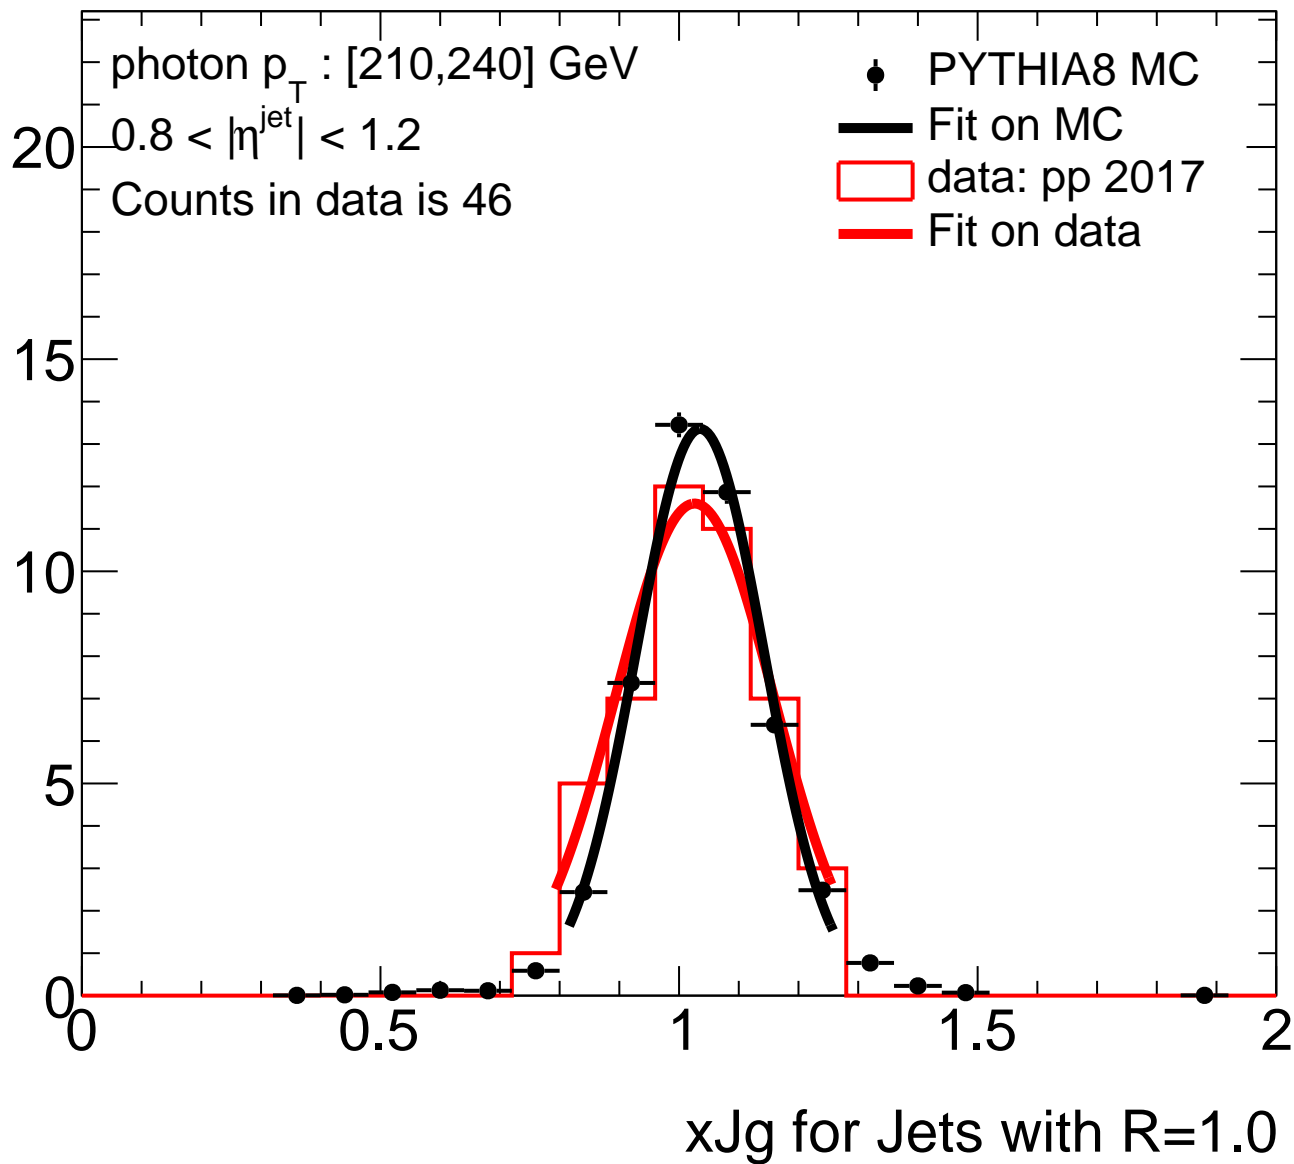 photon p_T : [210,240] GeV
0.8 < |η^jet| < 1.2
Counts in data is 46
PYTHIA8 MC
Fit on MC
data: pp 2017
Fit on data
20
15
10
5
0
0 0.5 1 1.5 2
xJg for Jets with R=1.0